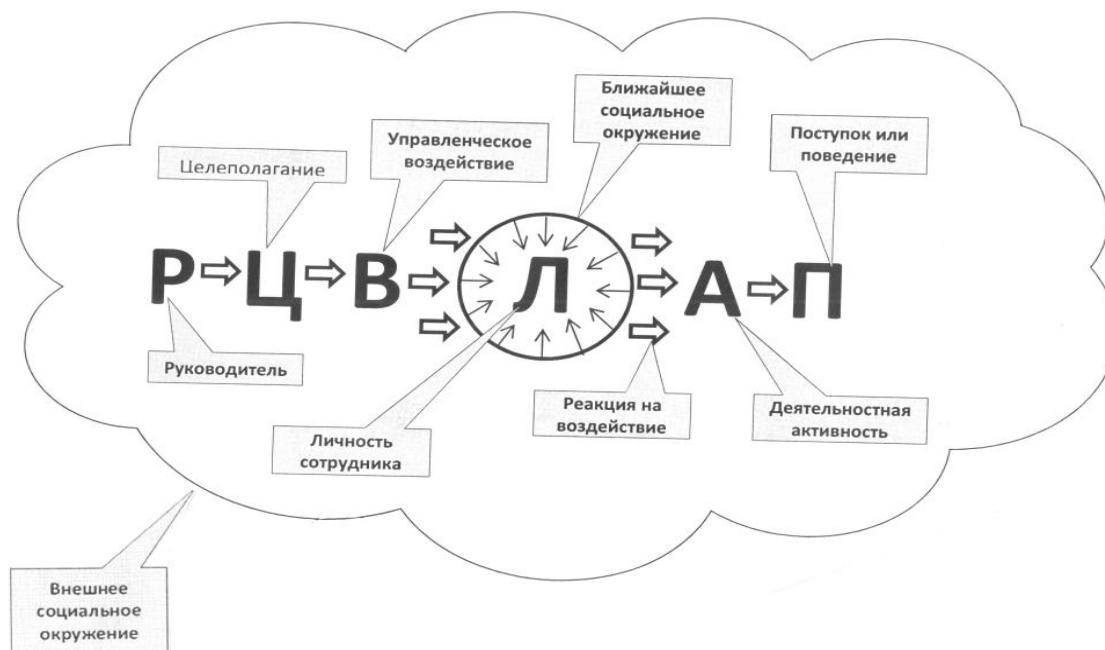 Ближайшее
социальное
окружение
Управленческое
воздействие
Поступок или
поведение
Целеполагание
Р Ц В Л А П
Руководитель
Личность
сотрудника
Реакция на
воздействие
Деятельностная
активность
Внешнее
социальное
окружение